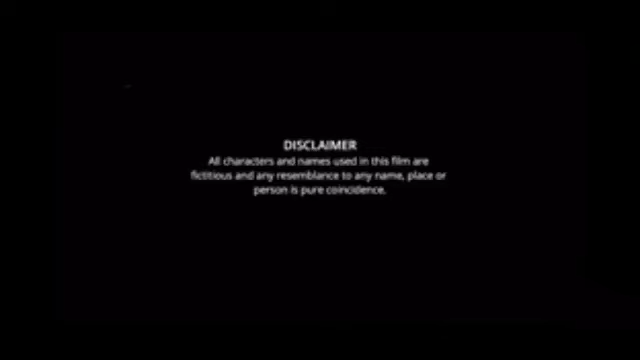 DISCLAIMER
All characters and names used in this film are
fictitious and any resemblance to any name, place or
person is pure coincidence.